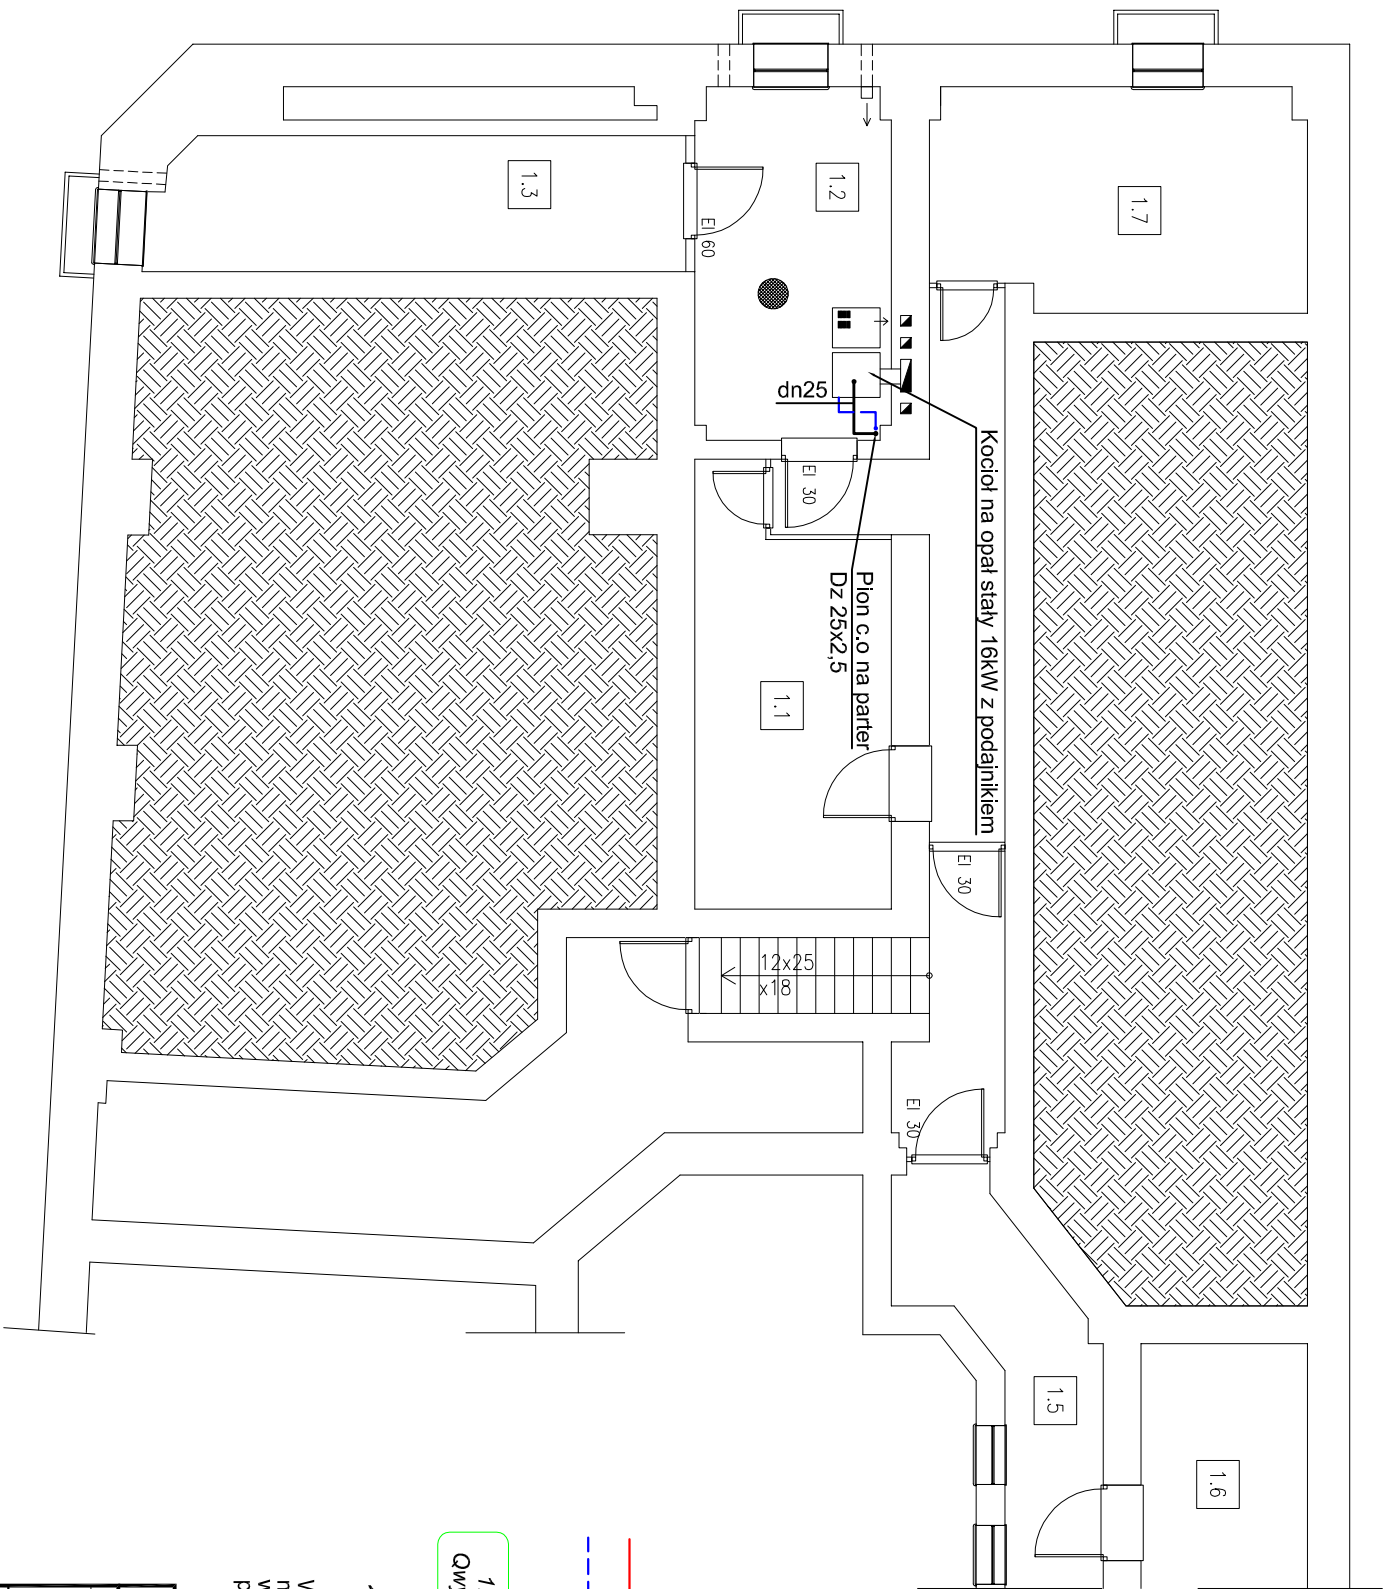 1.7
1.2
1.3
EI 60
dn25
Kocioł na opał stały 16kW z podajnikiem
EI 30
Pion c.o na parter
Dz 25x2,5
1.1
EI 30
12x25
x18
EI 30
1.5
1.6